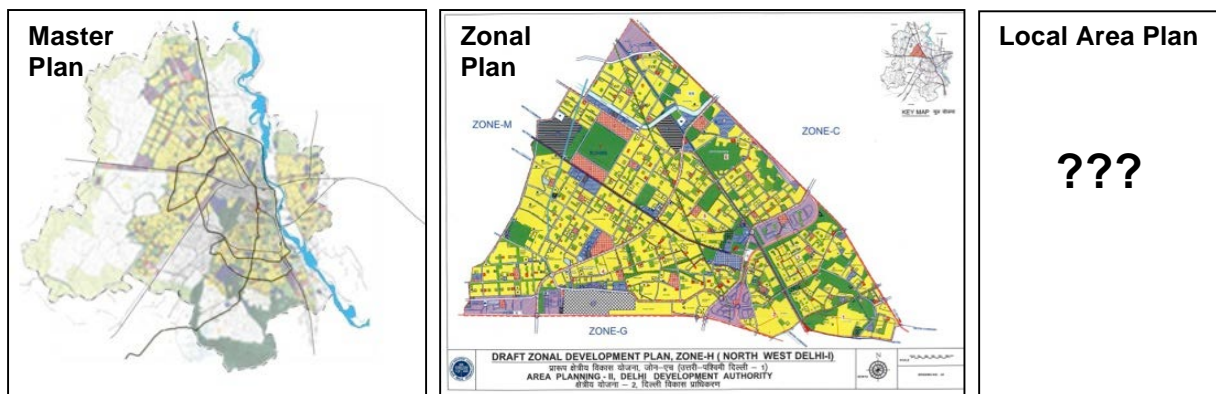 Master
Plan
Zonal
Plan
KEY MAP
ZONE-M
ZONE-C
ZONE-G
DRAFT ZONAL DEVELOPMENT PLAN, ZONE-H ( NORTH WEST DELHI-I)
प्रारूप क्षेत्रीय विकास योजना, जोन-एच (उत्तरी-पश्चिमी दिल्ली - 1)
AREA PLANNING - II, DELHI DEVELOPMENT AUTHORITY
क्षेत्रीय योजना - 2, दिल्ली विकास प्राधिकरण
Local Area Plan
???